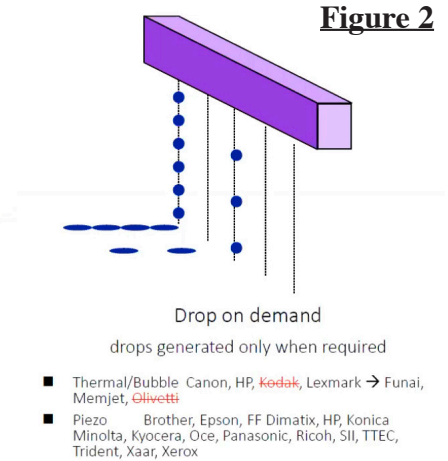 Figure 2
Drop on demand
drops generated only when required
■ Thermal/Bubble Canon, HP, Kodak, Lexmark → Funai,
Memjet, Olivetti
■ Piezo Brother, Epson, FF Dimatix, HP, Konica
Minolta, Kyocera, Oce, Panasonic, Ricoh, SII, TTEC,
Trident, Xaar, Xerox